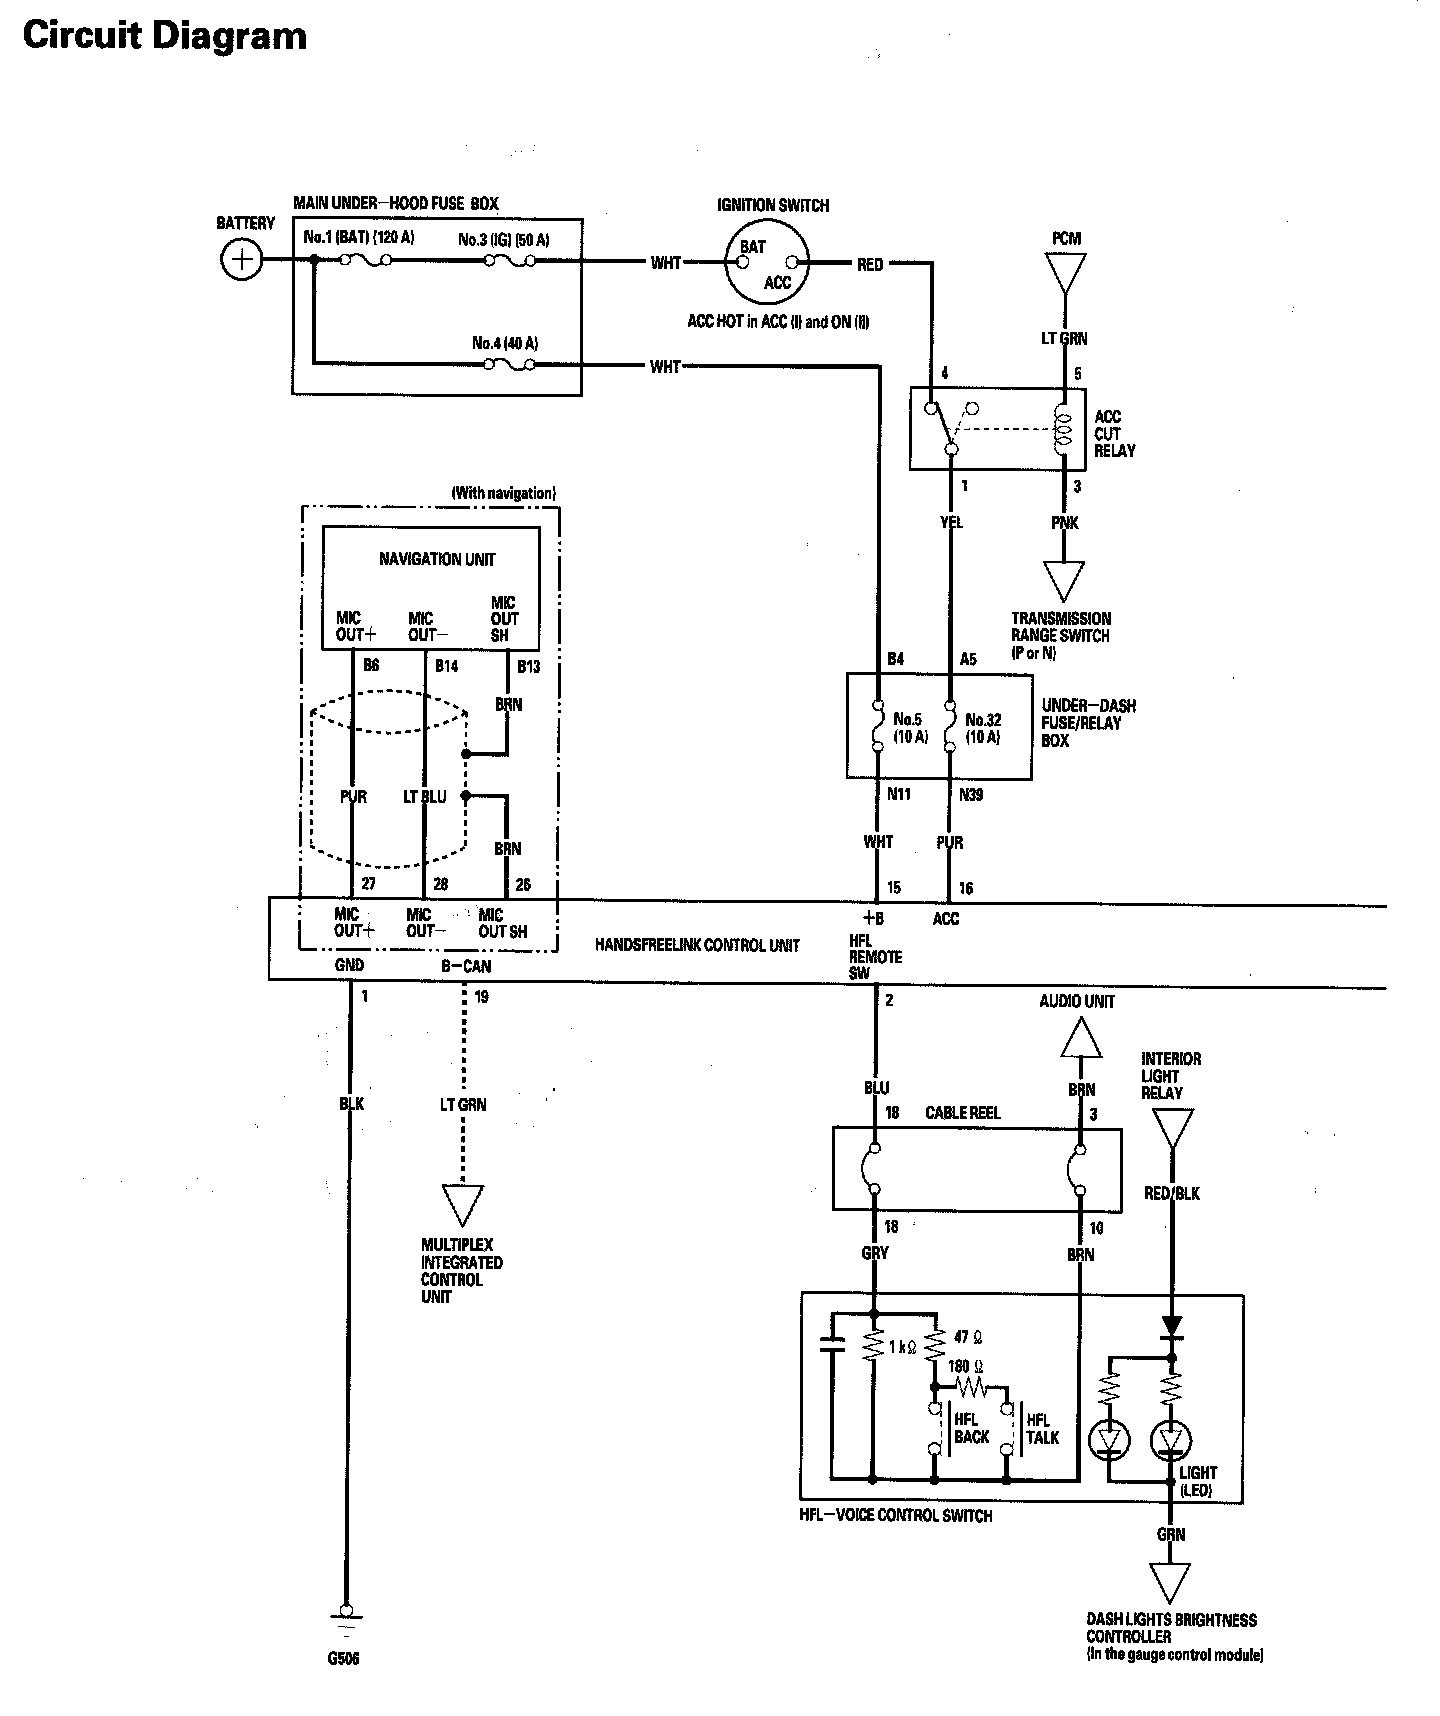 Circuit Diagram
MAIN UNDER-HOOD FUSE BOX
IGNITION SWITCH
BATTERY
No.1 (BAT) (120 A)
No.3 (IG) (50 A)
BAT
ACC
WHT
RED
PCM
ACC HOT in ACC (I) and ON (II)
LT GRN
No.4 (40 A)
WHT
4
5
ACC
CUT
RELAY
1
3
YEL
PNK
TRANSMISSION
RANGE SWITCH
(P or N)
(With navigation)
NAVIGATION UNIT
MIC
OUT+
MIC
OUT-
MIC
OUT
SH
B6
B14
B13
BRN
PUR
LT BLU
BRN
27
28
26
B4
A5
No.5
(10 A)
No.32
(10 A)
UNDER-DASH
FUSE/RELAY
BOX
N11
N39
WHT
PUR
15
16
MIC
OUT+
MIC
OUT-
MIC
OUT SH
HANDSFREELINK CONTROL UNIT
+B
ACC
HFL
REMOTE
SW
GND
B-CAN
1
19
2
AUDIO UNIT
INTERIOR
LIGHT
RELAY
BLK
LT GRN
BLU
BRN
18
CABLE REEL
3
RED/BLK
MULTIPLEX
INTEGRATED
CONTROL
UNIT
18
10
GRY
BRN
1 kΩ
47 Ω
180 Ω
HFL
BACK
HFL
TALK
LIGHT
(LED)
HFL-VOICE CONTROL SWITCH
GRN
DASH LIGHTS BRIGHTNESS
CONTROLLER
(In the gauge control module)
G506